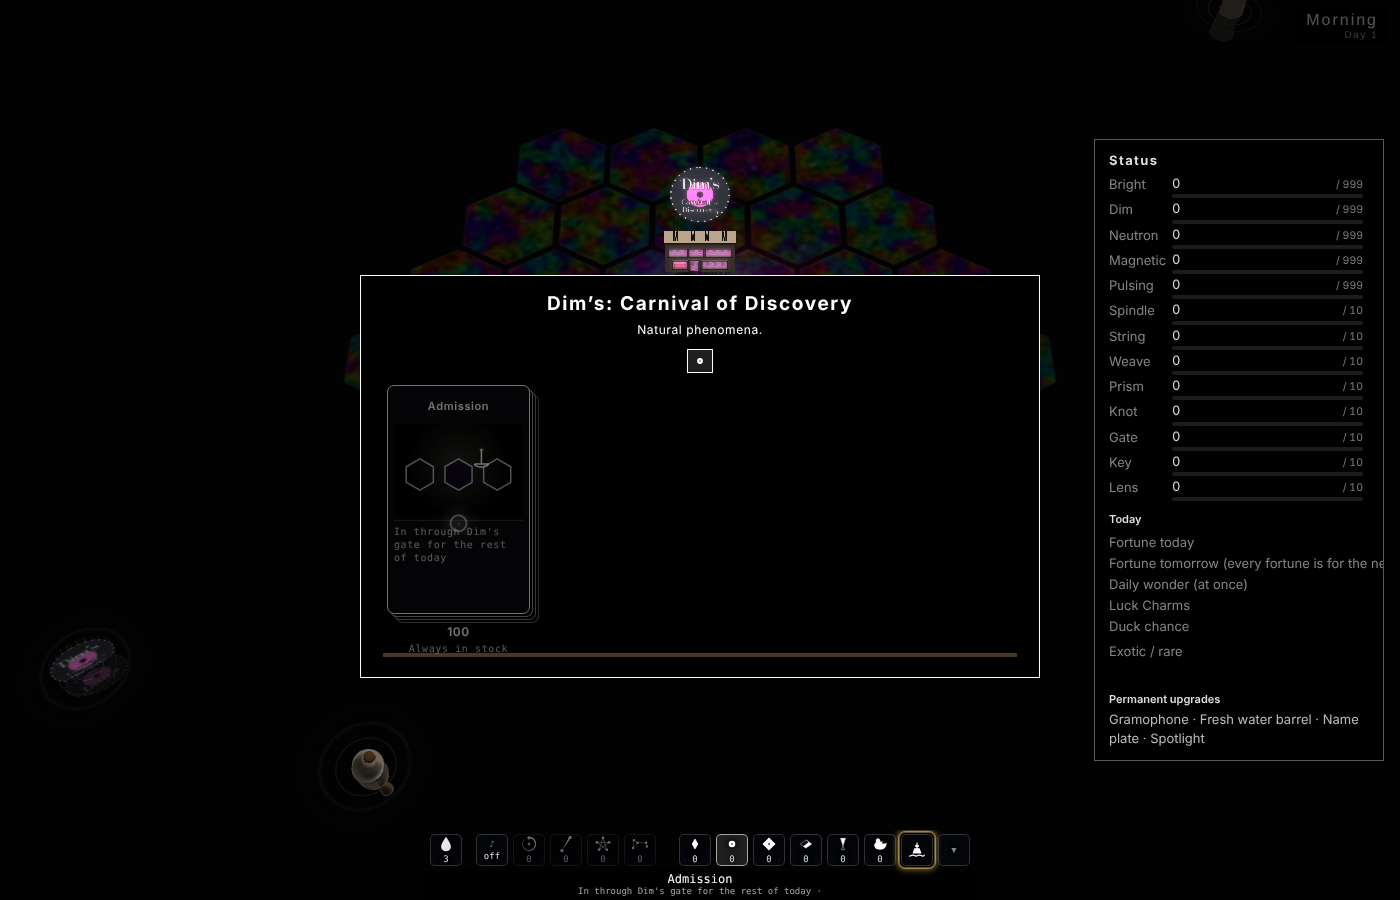 Morning
Day 1
Dim's
Dim's: Carnival of Discovery
Natural phenomena.
Admission
In through Dim's
gate for the rest
of today
100
Always in stock
Status
Bright 0 / 999
Dim 0 / 999
Neutron 0 / 999
Magnetic 0 / 999
Pulsing 0 / 999
Spindle 0 / 10
String 0 / 10
Weave 0 / 10
Prism 0 / 10
Knot 0 / 10
Gate 0 / 10
Key 0 / 10
Lens 0 / 10
Today
Fortune today
Fortune tomorrow (every fortune is for the ne
Daily wonder (at once)
Luck Charms
Duck chance
Exotic / rare
Permanent upgrades
Gramophone · Fresh water barrel · Name
plate · Spotlight
Dim's
3 off 0 0 0 0 0 0 0 0 0 0
Admission
In through Dim's gate for the rest of today ·